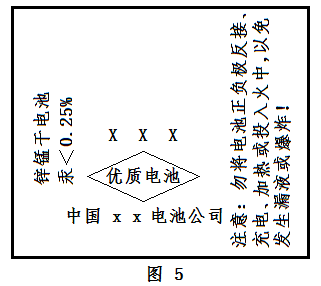 锌锰干电池
汞<0.25%
X X X
优质电池
中国 x x 电池公司
注意：勿将电池正负极反接、
充电、加热或投入火中，以免
发生漏液或爆炸！
图 5